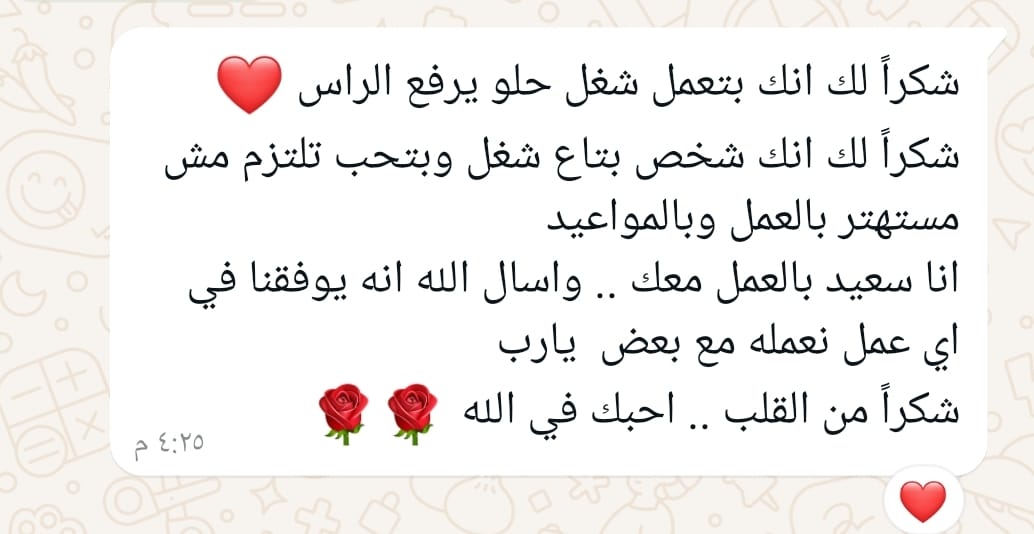 شكراً لك انك بتعمل شغل حلو يرفع الراس ❤️
شكراً لك انك شخص بتاع شغل وبتحب تلتزم مش
مستهتر بالعمل وبالمواعيد
انا سعيد بالعمل معك .. واسال الله انه يوفقنا في
اي عمل نعمله مع بعض يارب
شكراً من القلب .. احبك في الله 🌹🌹
٤:٢٥ م